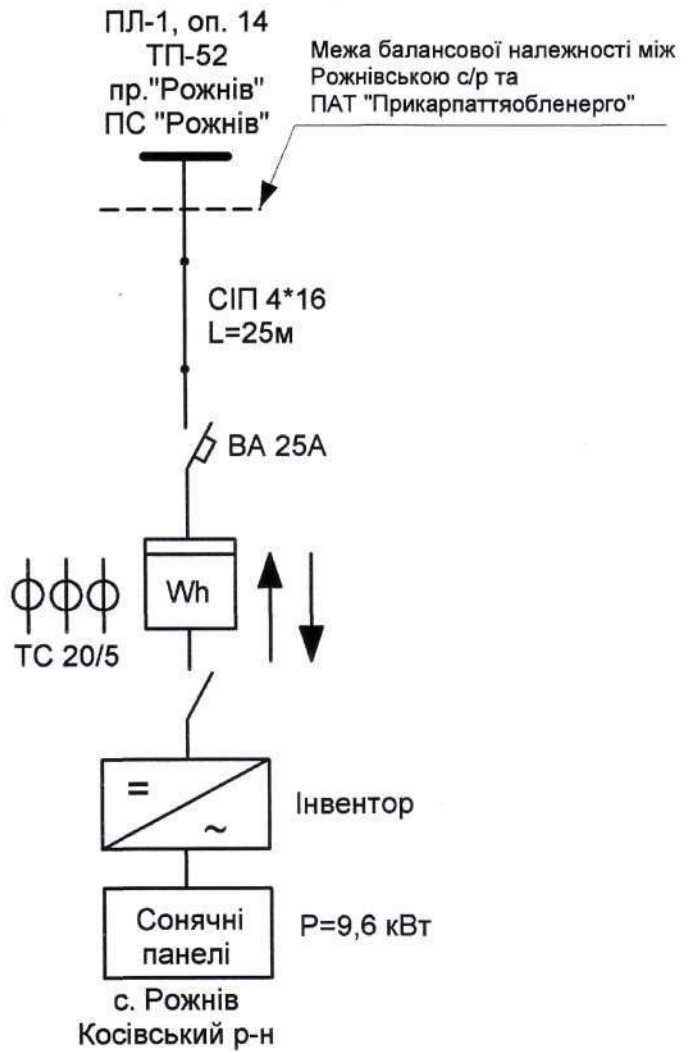 ПЛ-1, оп. 14
ТП-52
пр."Рожнів"
ПС "Рожнів"
Межа балансової належності між
Рожнівською с/р та
ПАТ "Прикарпаттяобленерго"
СІП 4*16
L=25м
ВА 25А
Wh
ТС 20/5
=
~
Інвентор
Сонячні
панелі
Р=9,6 кВт
с. Рожнів
Косівський р-н